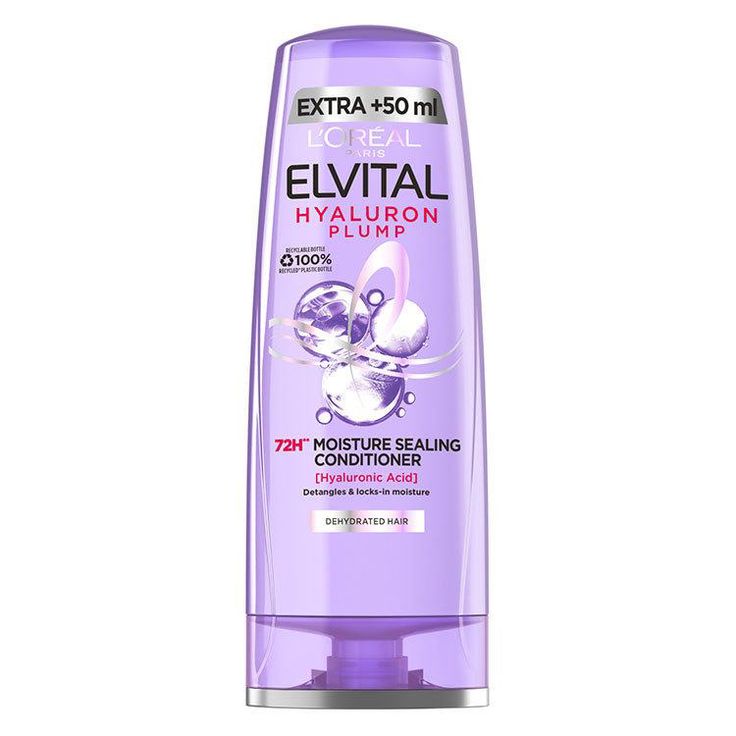 EXTRA +50 ml
L'ORÉAL
PARIS
ELVITAL
HYALURON
PLUMP
RECYCLABLE BOTTLE
100%
RECYCLED* PLASTIC BOTTLE
72H** MOISTURE SEALING
CONDITIONER
[Hyaluronic Acid]
Detangles & locks-in moisture
DEHYDRATED HAIR